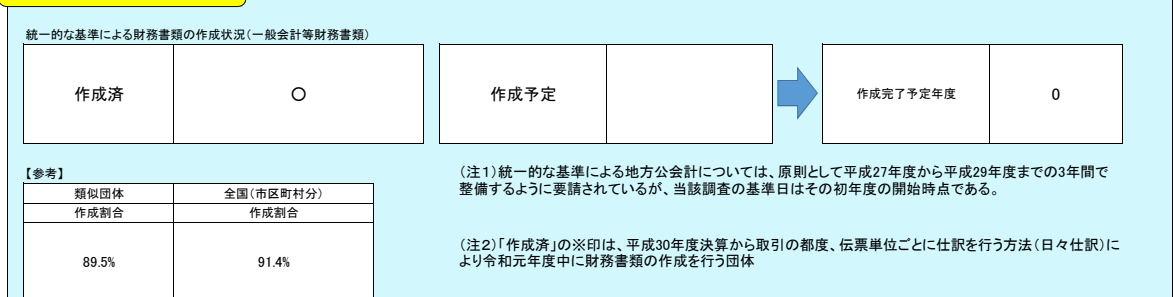 統一的な基準による財務書類の作成状況(一般会計等財務書類)
作成済 ○ 作成予定 作成完了予定年度 0
【参考】
類似団体 全国(市区町村分)
作成割合 作成割合
89.5% 91.4%
(注1)統一的な基準による地方公会計については、原則として平成27年度から平成29年度までの3年間で
整備するように要請されているが、当該調査の基準日はその初年度の開始時点である。
(注2)「作成済」の※印は、平成30年度決算から取引の都度、伝票単位ごとに仕訳を行う方法(日々仕訳)に
より令和元年度中に財務書類の作成を行う団体